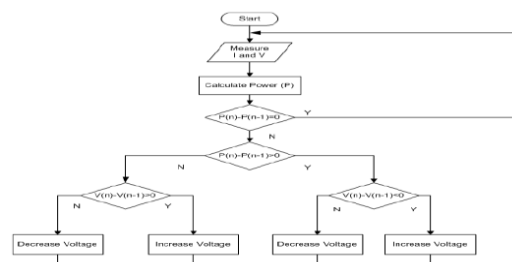 Start
Measure
I and V
Calculate Power (P)
P(n)-P(n-1)=0
Y
N
P(n)-P(n-1)>0
N
Y
V(n)-V(n-1)=0
V(n)-V(n-1)=0
N
Y
N
Y
Decrease Voltage
Increase Voltage
Decrease Voltage
Increase Voltage